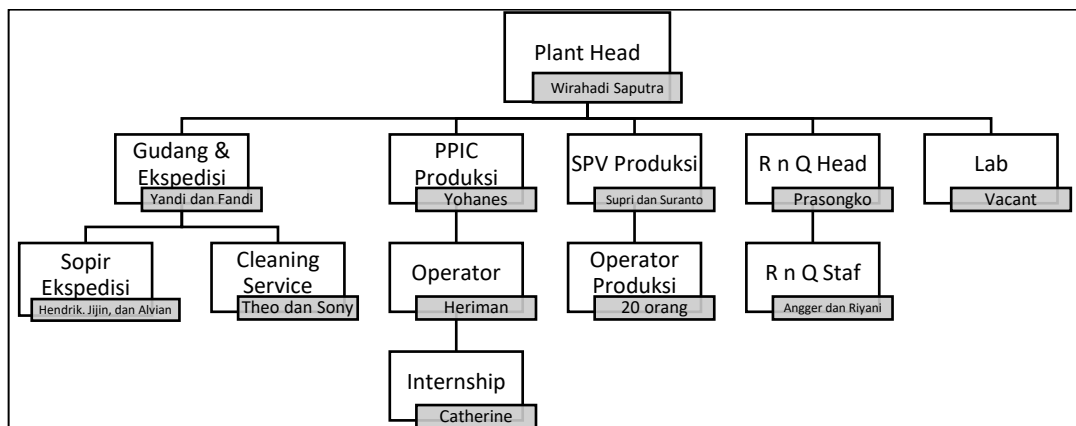 Plant Head
Wirahadi Saputra
Gudang &
Ekspedisi
Yandi dan Fandi
PPIC
Produksi
Yohanes
SPV Produksi
Supri dan Suranto
R n Q Head
Prasongko
Lab
Vacant
Sopir
Ekspedisi
Hendrik. Jijin, dan Alvian
Cleaning
Service
Theo dan Sony
Operator
Heriman
Operator
Produksi
20 orang
R n Q Staf
Angger dan Riyani
Internship
Catherine